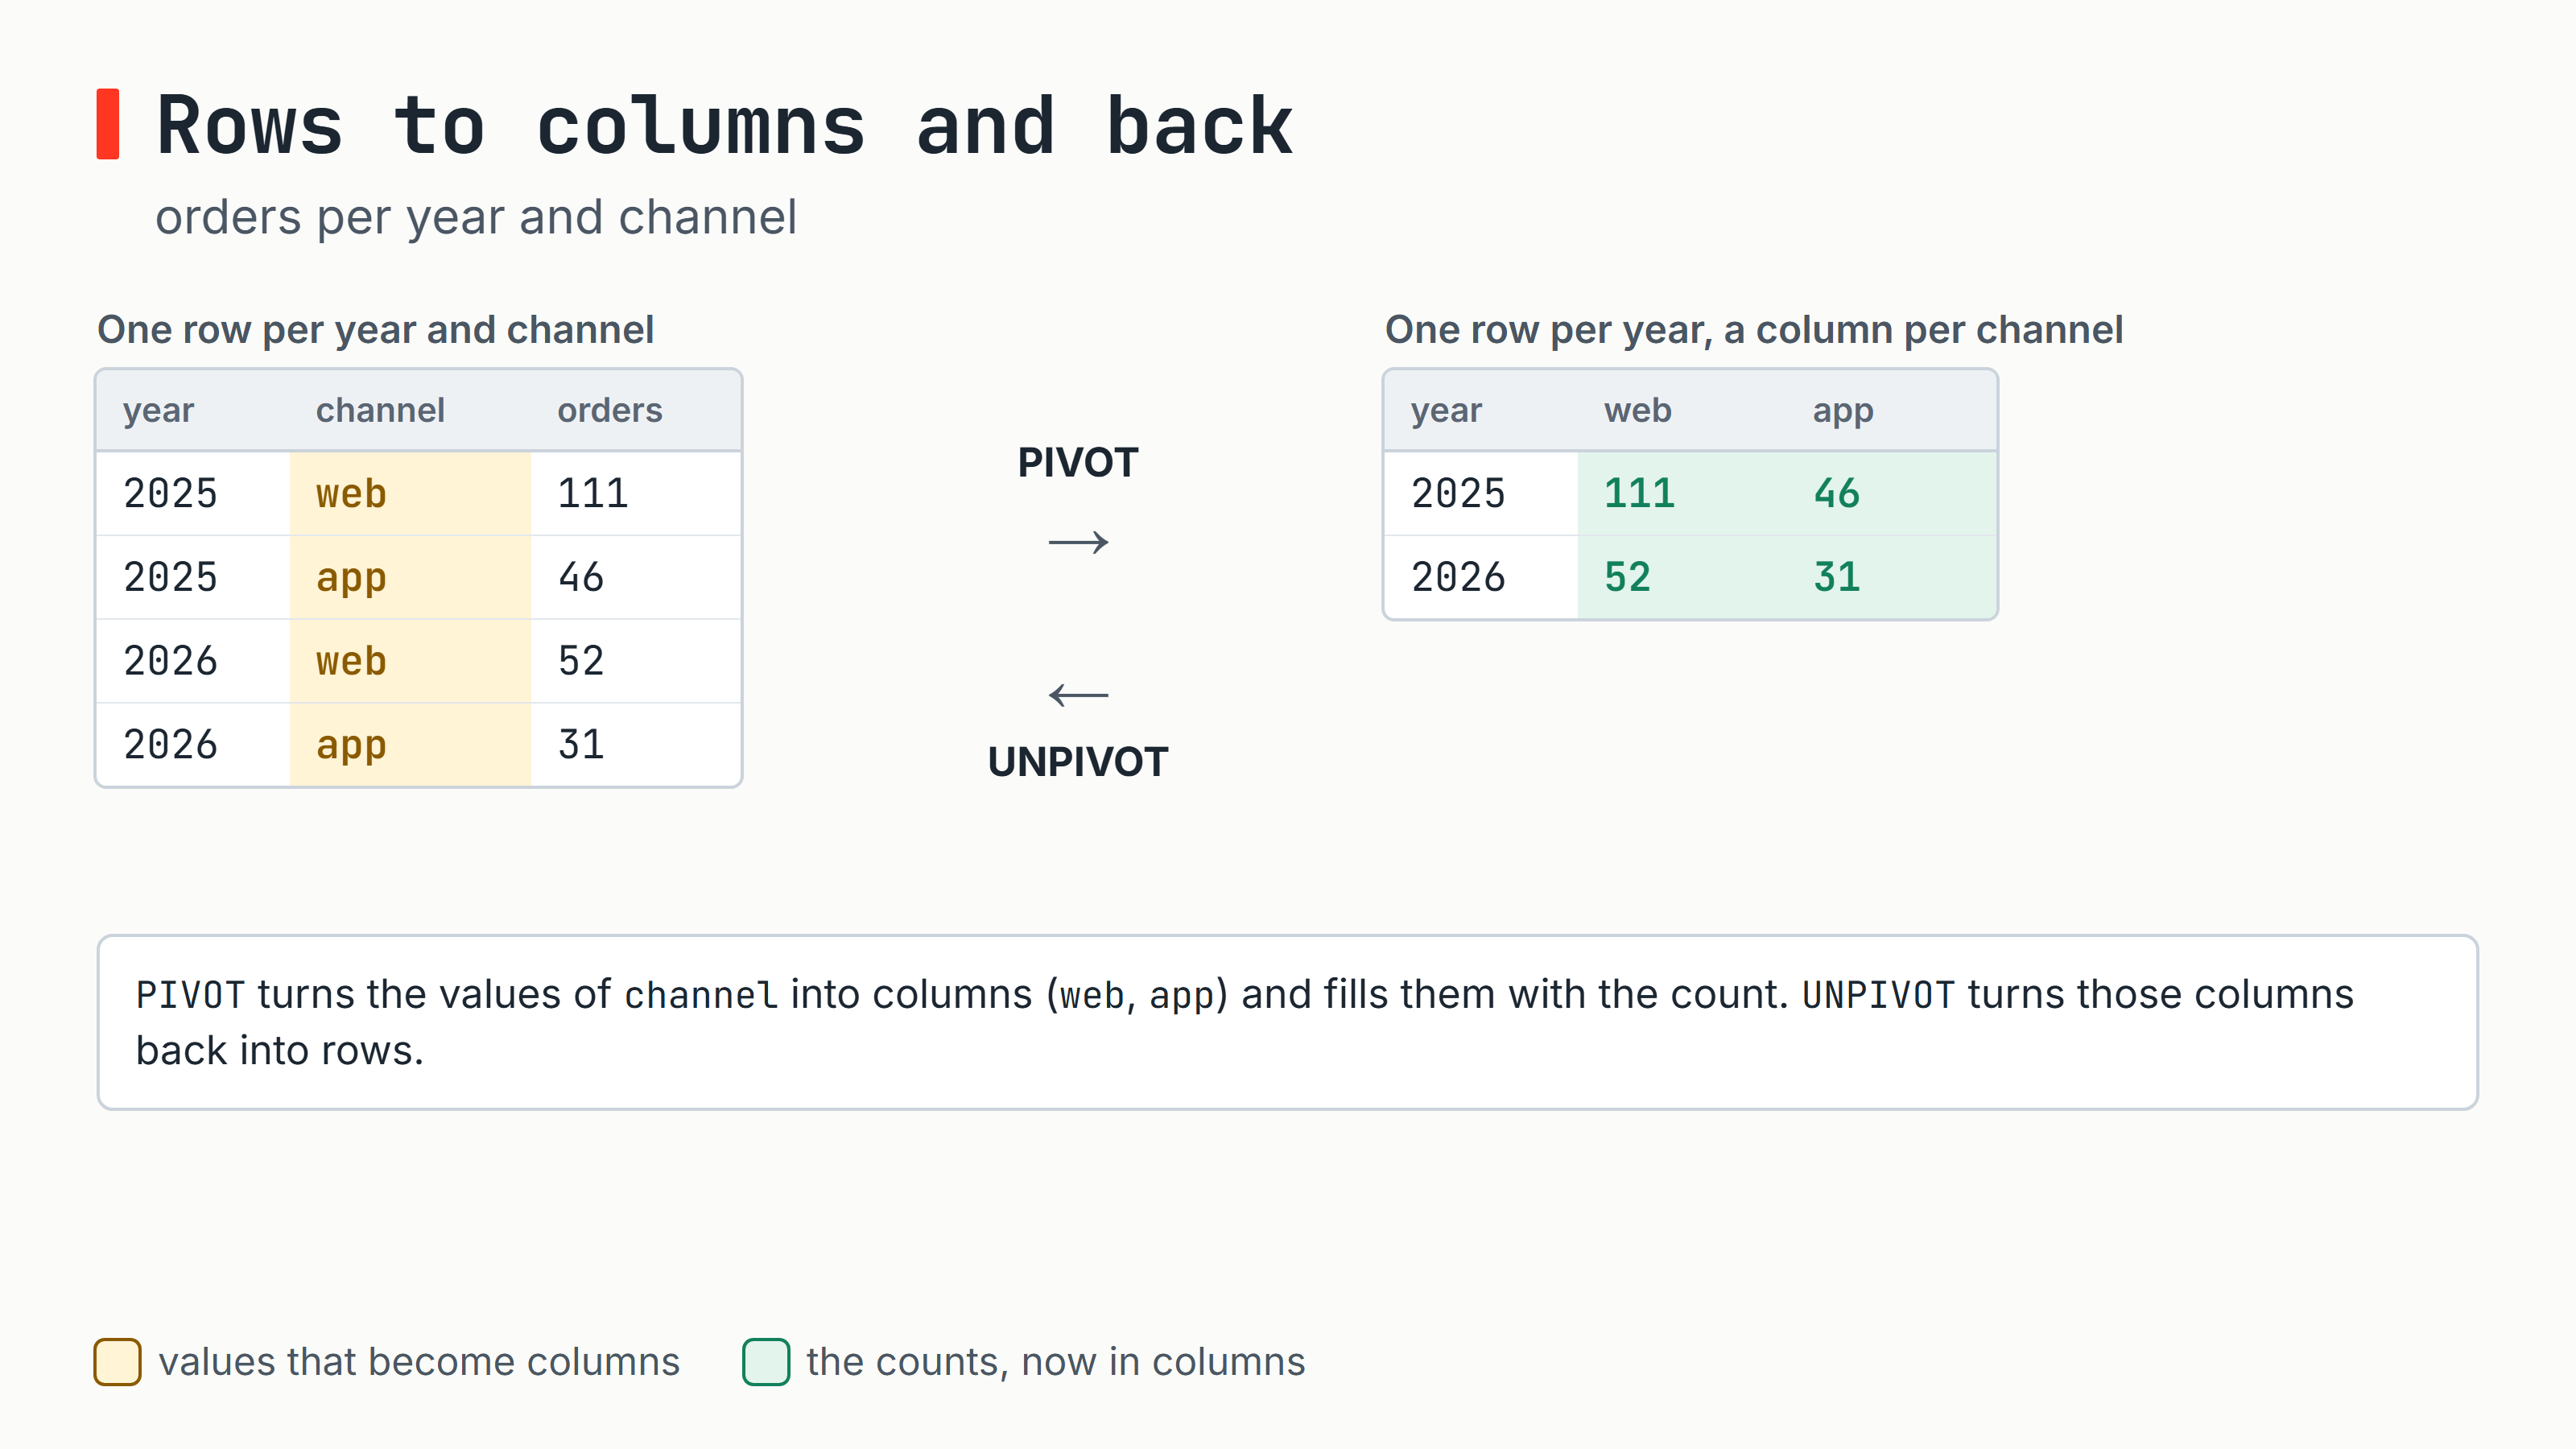 Rows to columns and back
orders per year and channel
One row per year and channel
year channel orders
2025 web 111
2025 app 46
2026 web 52
2026 app 31
PIVOT
→
←
UNPIVOT
One row per year, a column per channel
year web app
2025 111 46
2026 52 31
PIVOT turns the values of channel into columns (web, app) and fills them with the count. UNPIVOT turns those columns
back into rows.
values that become columns
the counts, now in columns